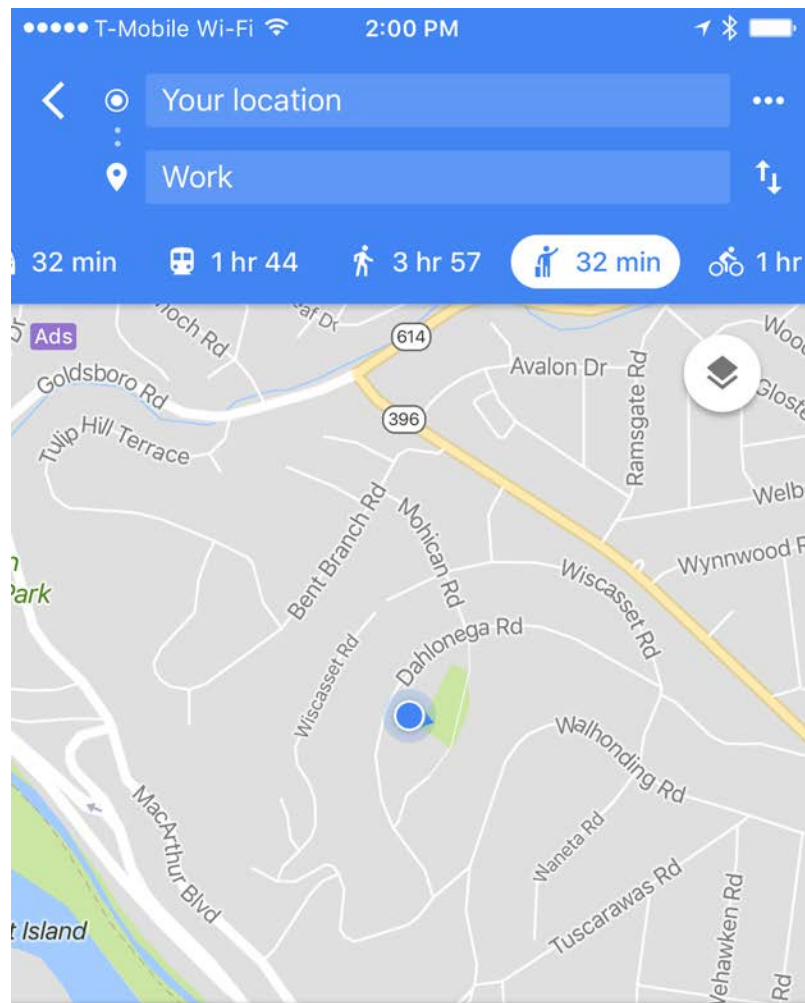 T-Mobile Wi-Fi 2:00 PM
Your location
Work
32 min 1 hr 44 3 hr 57 32 min 1 hr
Ads
614
396
Goldsboro Rd
Tulip Hill Terrace
Avalon Dr
Ramsgate Rd
Bent Branch Rd
Mohican Rd
Wynnwood
Wiscasset Rd
Dahlonega Rd
Wiscasset Rd
Walhonding Rd
MacArthur Blvd
Waneta Rd
Tuscarawas Rd
Island
Rd